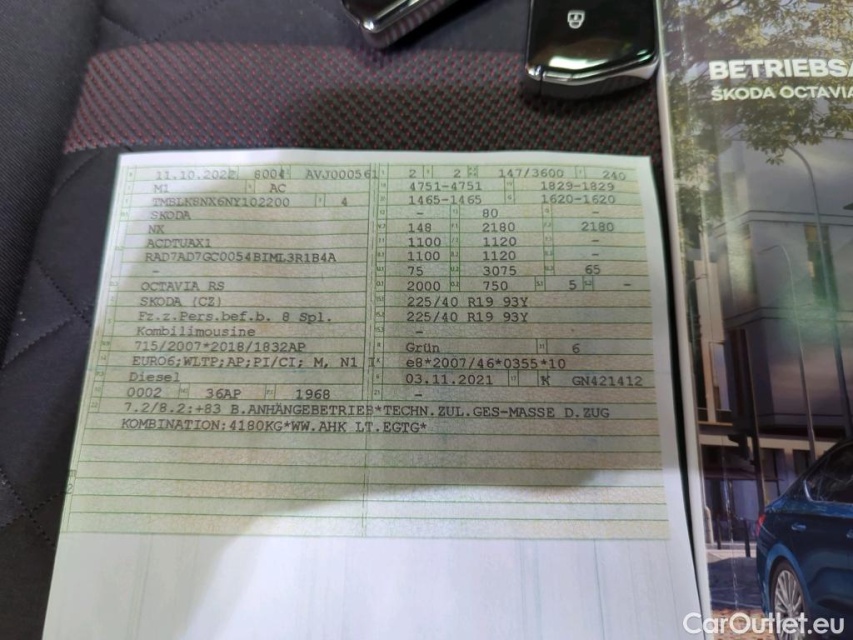 BETRIEBSA
ŠKODA OCTAVIA
11.10.2022 8004 AVJ000561 2 2 147/3600 240
M1 AC 4751-4751 1829-1829
TMBLK8NX6NY102200 4 1465-1465 1620-1620
SKODA - 80 -
NX 148 2180 2180
ACDTUAX1 1100 1120 -
RAD7AD7GC0054BIML3R1B4A 1100 1120 -
- 75 3075 65
OCTAVIA RS 2000 750 5 -
SKODA (CZ) 225/40 R19 93Y
Fz.z.Pers.bef.b. 8 Spl. 225/40 R19 93Y
Kombilimousine -
715/2007*2018/1832AP Grün 6
EURO6;WLTP;AP;PI/CI; M, N1 I e8*2007/46*0355*10
Diesel 03.11.2021 K GN421412
0002 36AP 1968 -
7.2/8.2:+83 B.ANHÄNGEBETRIEB*TECHN.ZUL.GES-MASSE D.ZUG
KOMBINATION:4180KG*WW.AHK LT.EGTG*
CarOutlet.eu